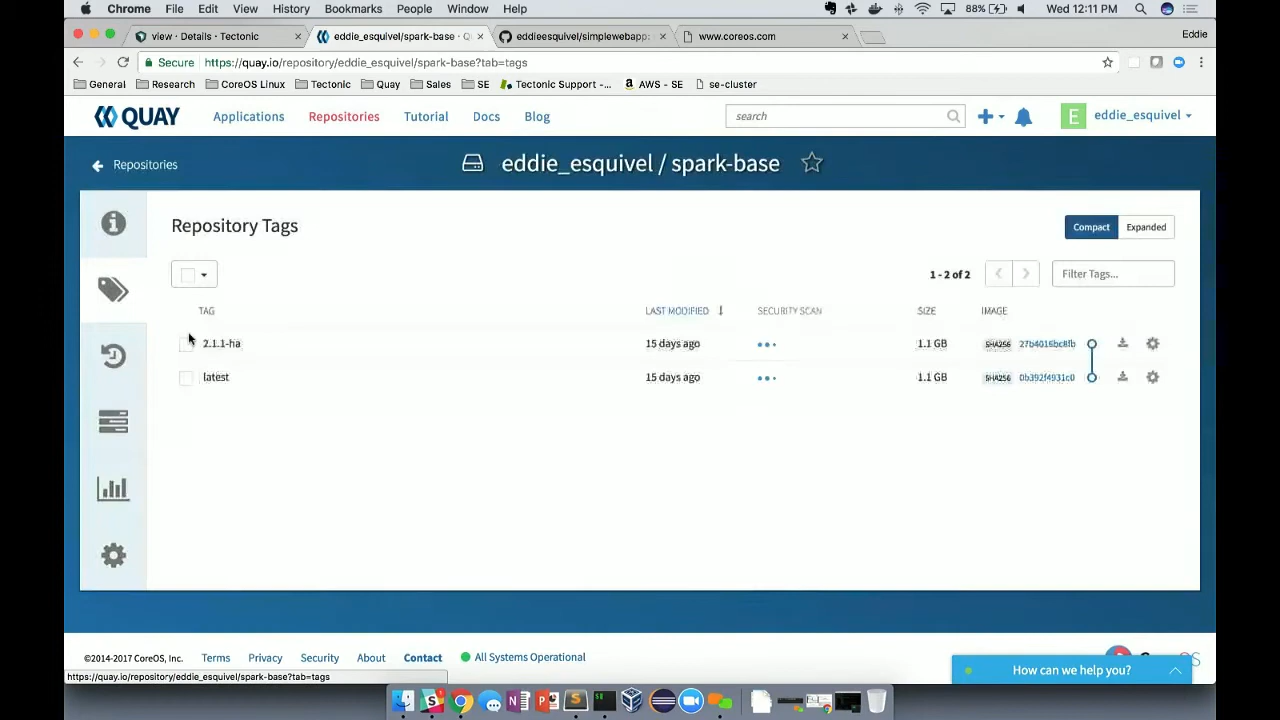 Chrome File Edit View History Bookmarks People Window Help 88% Wed 12:11 PM
view · Details · Tectonic eddie_esquivel/spark-base · Q eddieesquivel/simplewebapp: www.coreos.com Eddie
Secure https://quay.io/repository/eddie_esquivel/spark-base?tab=tags
General Research CoreOS Linux Tectonic Quay Sales SE Tectonic Support -... AWS - SE se-cluster
QUAY Applications Repositories Tutorial Docs Blog search E eddie_esquivel
Repositories eddie_esquivel / spark-base
Repository Tags Compact Expanded
1 - 2 of 2 Filter Tags...
TAG LAST MODIFIED SECURITY SCAN SIZE IMAGE
2.1.1-ha 15 days ago 1.1 GB SHA256 27b4016bc8fb
latest 15 days ago 1.1 GB SHA256 0b392f4931c0
©2014-2017 CoreOS, Inc. Terms Privacy Security About Contact All Systems Operational OS
How can we help you?
https://quay.io/repository/eddie_esquivel/spark-base?tab=tags